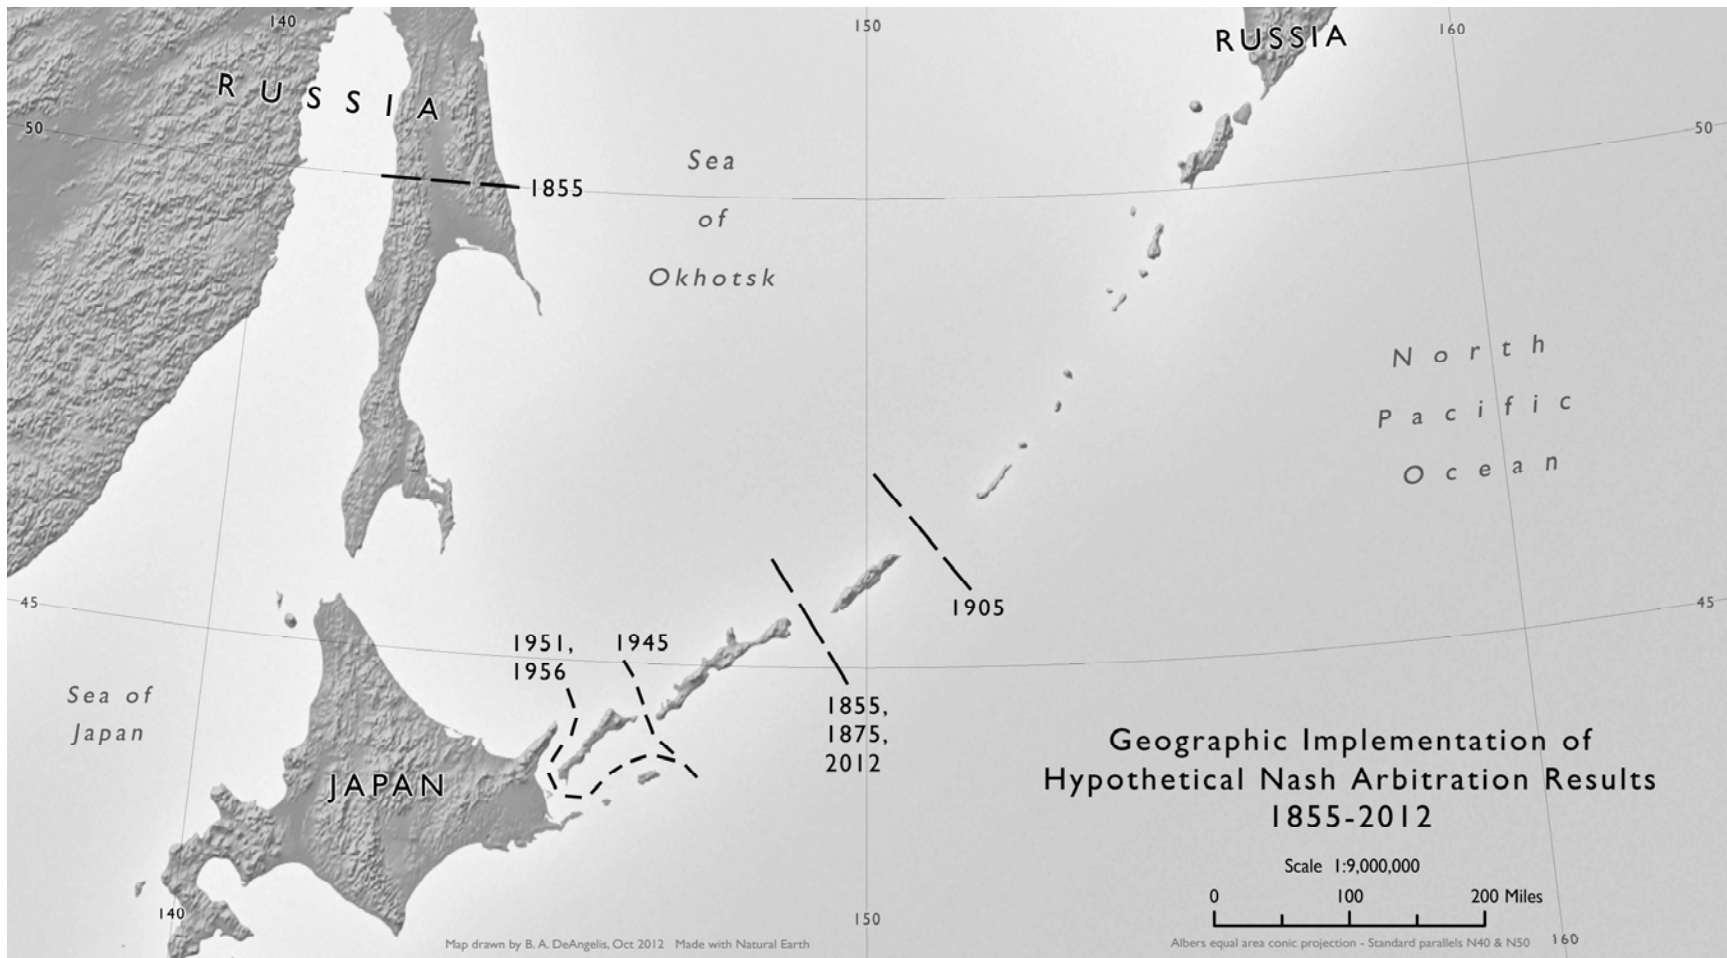 140
150
160
RUSSIA
RUSSIA
50
50
1855
Sea
of
Okhotsk
North
Pacific
Ocean
45
45
1905
1951,
1956
1945
1855,
1875,
2012
Sea of
Japan
JAPAN
Geographic Implementation of
Hypothetical Nash Arbitration Results
1855-2012
Scale 1:9,000,000
0 100 200 Miles
140
150
160
Map drawn by B. A. DeAngelis, Oct 2012 Made with Natural Earth
Albers equal area conic projection - Standard parallels N40 & N50